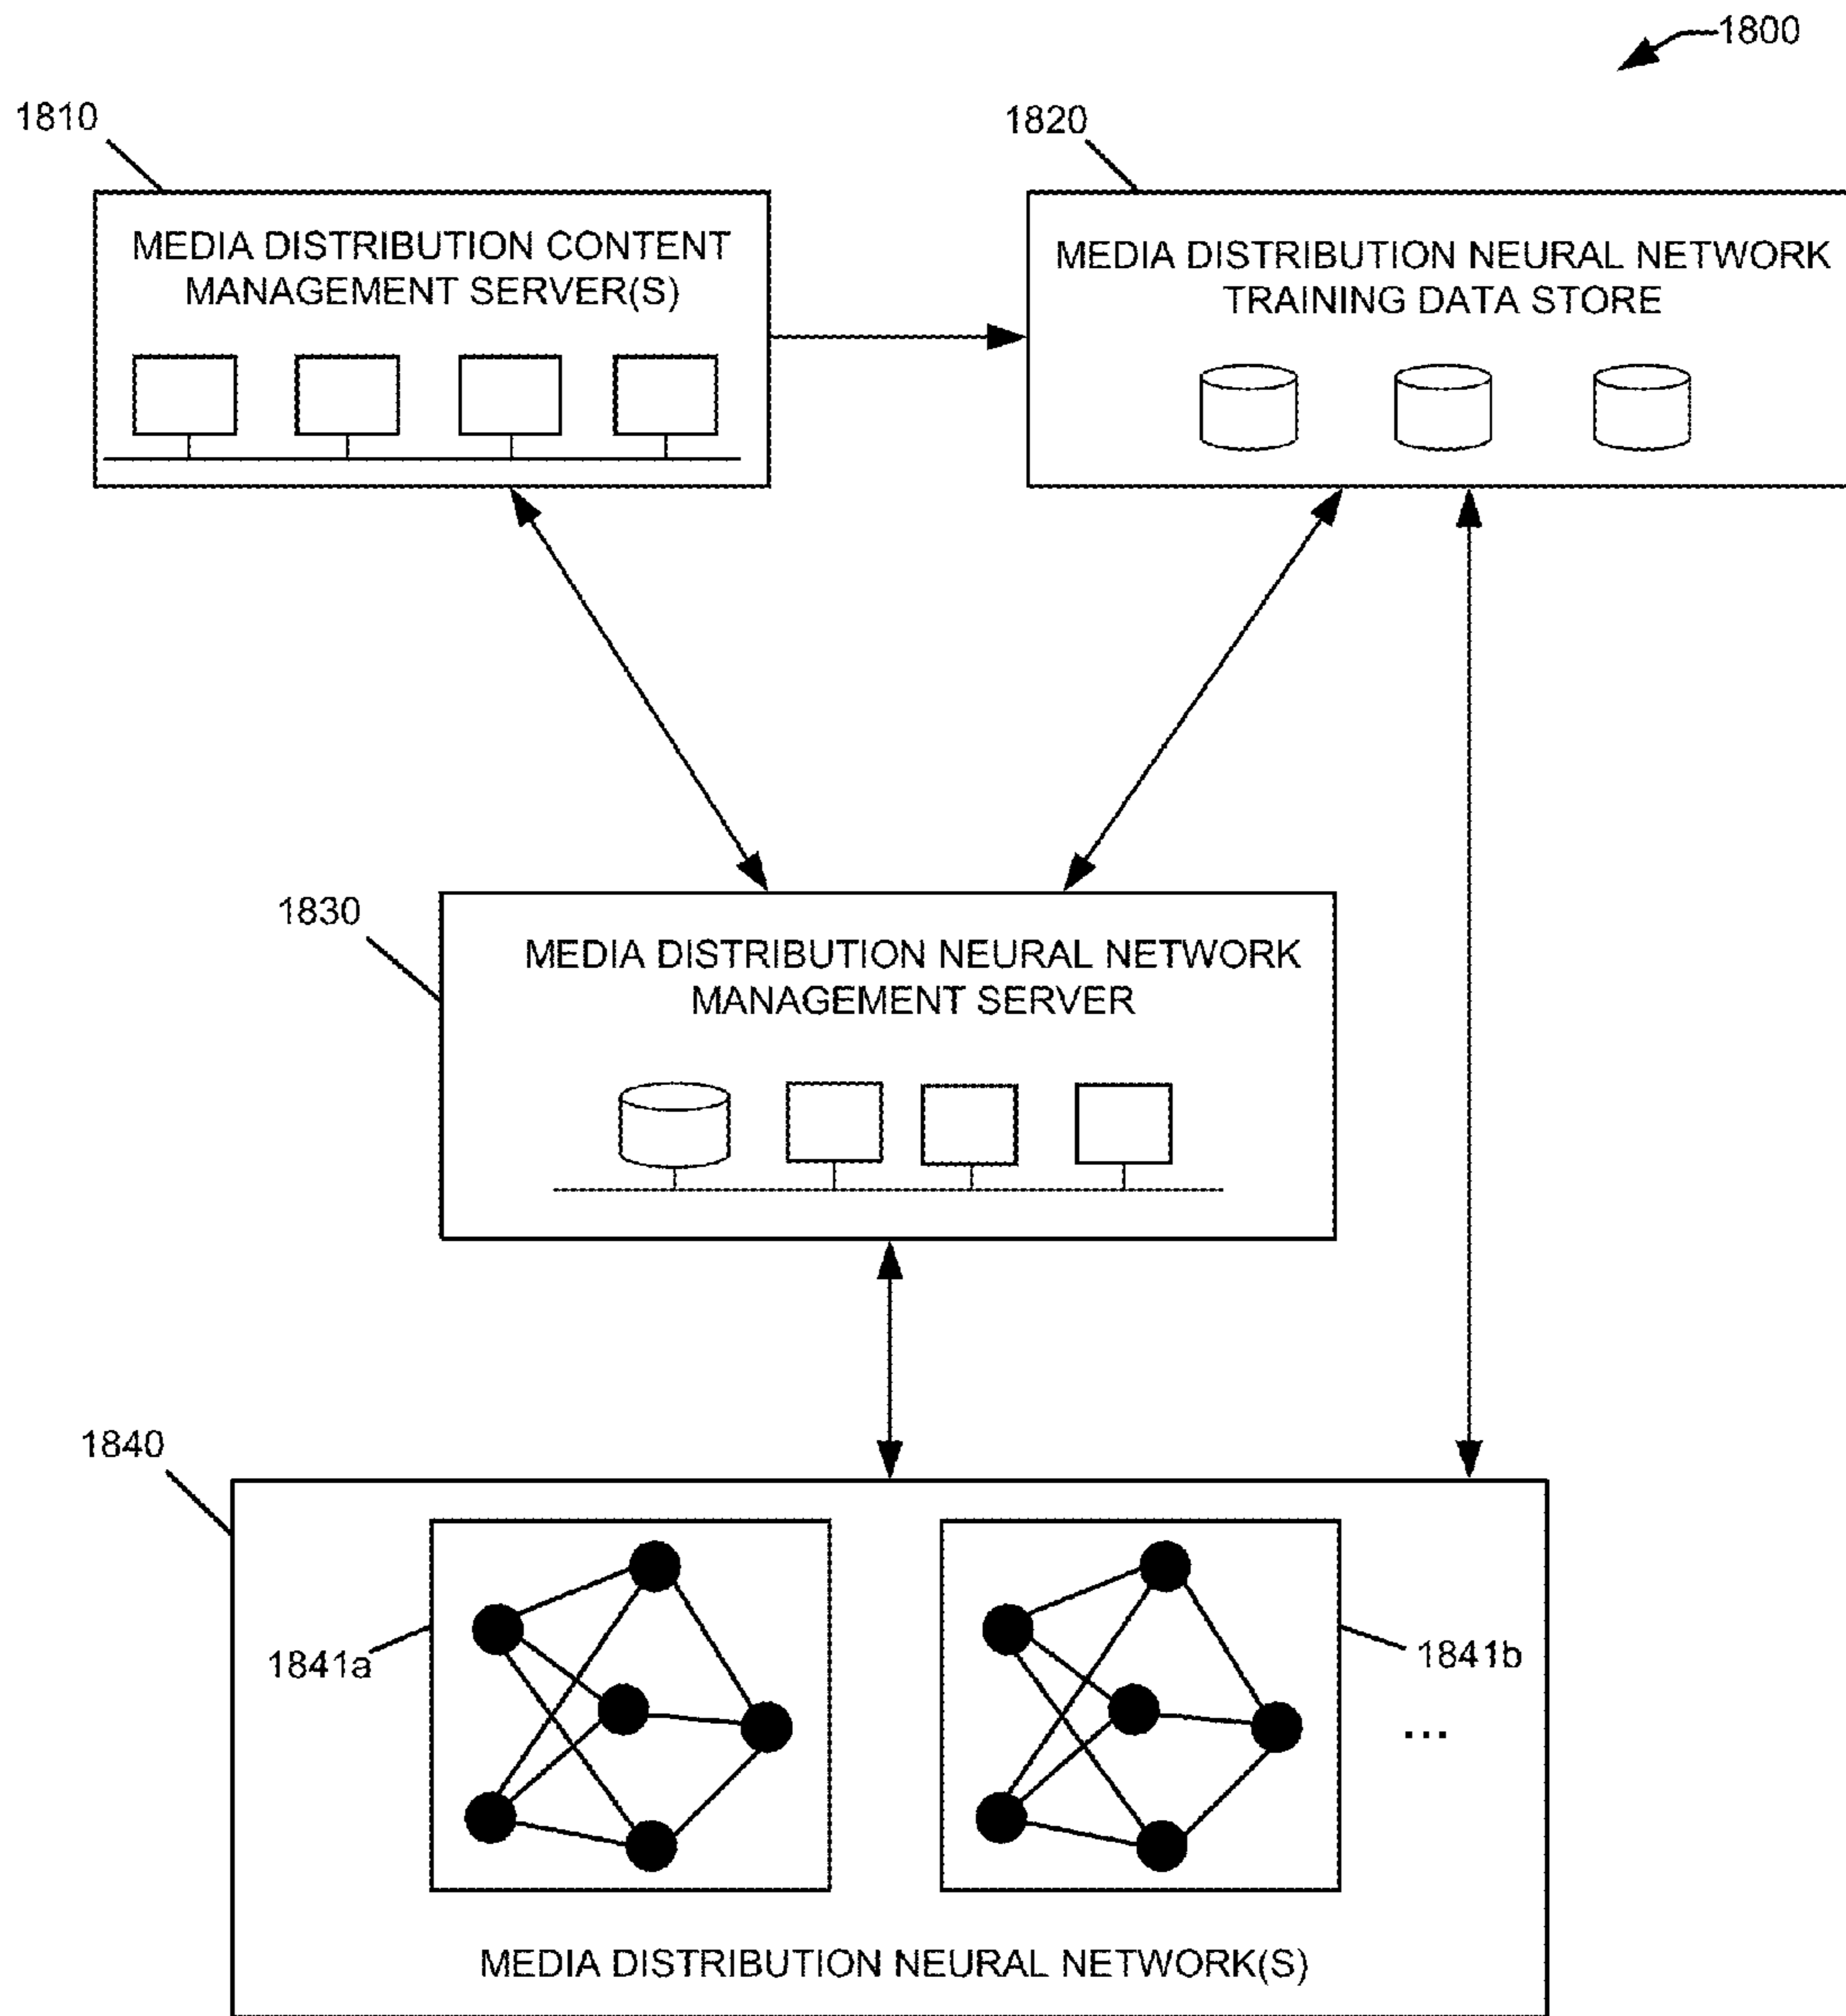 1800
1810
1820
MEDIA DISTRIBUTION CONTENT
MANAGEMENT SERVER(S)
MEDIA DISTRIBUTION NEURAL NETWORK
TRAINING DATA STORE
1830
MEDIA DISTRIBUTION NEURAL NETWORK
MANAGEMENT SERVER
1840
1841a
1841b
...
MEDIA DISTRIBUTION NEURAL NETWORK(S)